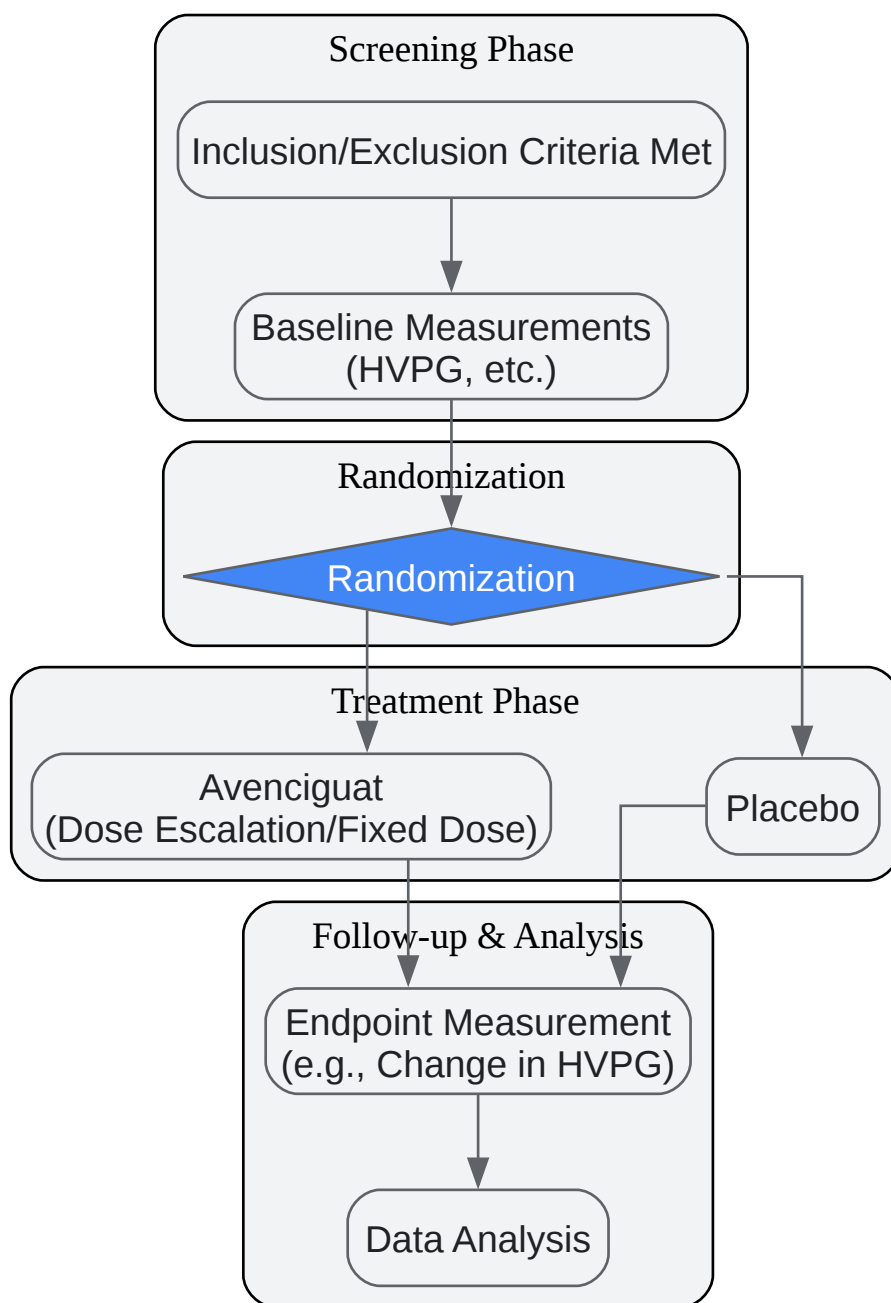 Screening Phase
Inclusion/Exclusion Criteria Met
Baseline Measurements
(HVPG, etc.)
Randomization
Randomization
Treatment Phase
Avenciguat
(Dose Escalation/Fixed Dose)
Placebo
Follow-up & Analysis
Endpoint Measurement
(e.g., Change in HVPG)
Data Analysis